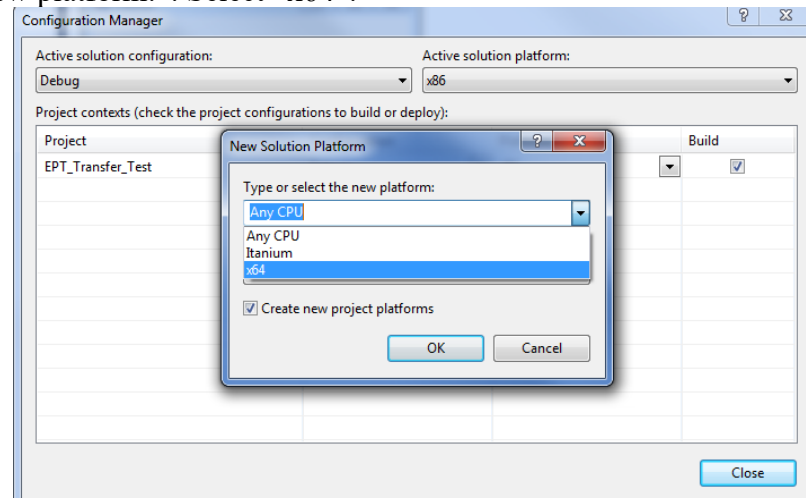 Configuration Manager
Active solution configuration:
Active solution platform:
Debug
x86
Project contexts (check the project configurations to build or deploy):
Project
Build
EPT_Transfer_Test
New Solution Platform
Type or select the new platform:
Any CPU
Any CPU
Itanium
x64
Create new project platforms
OK
Cancel
Close